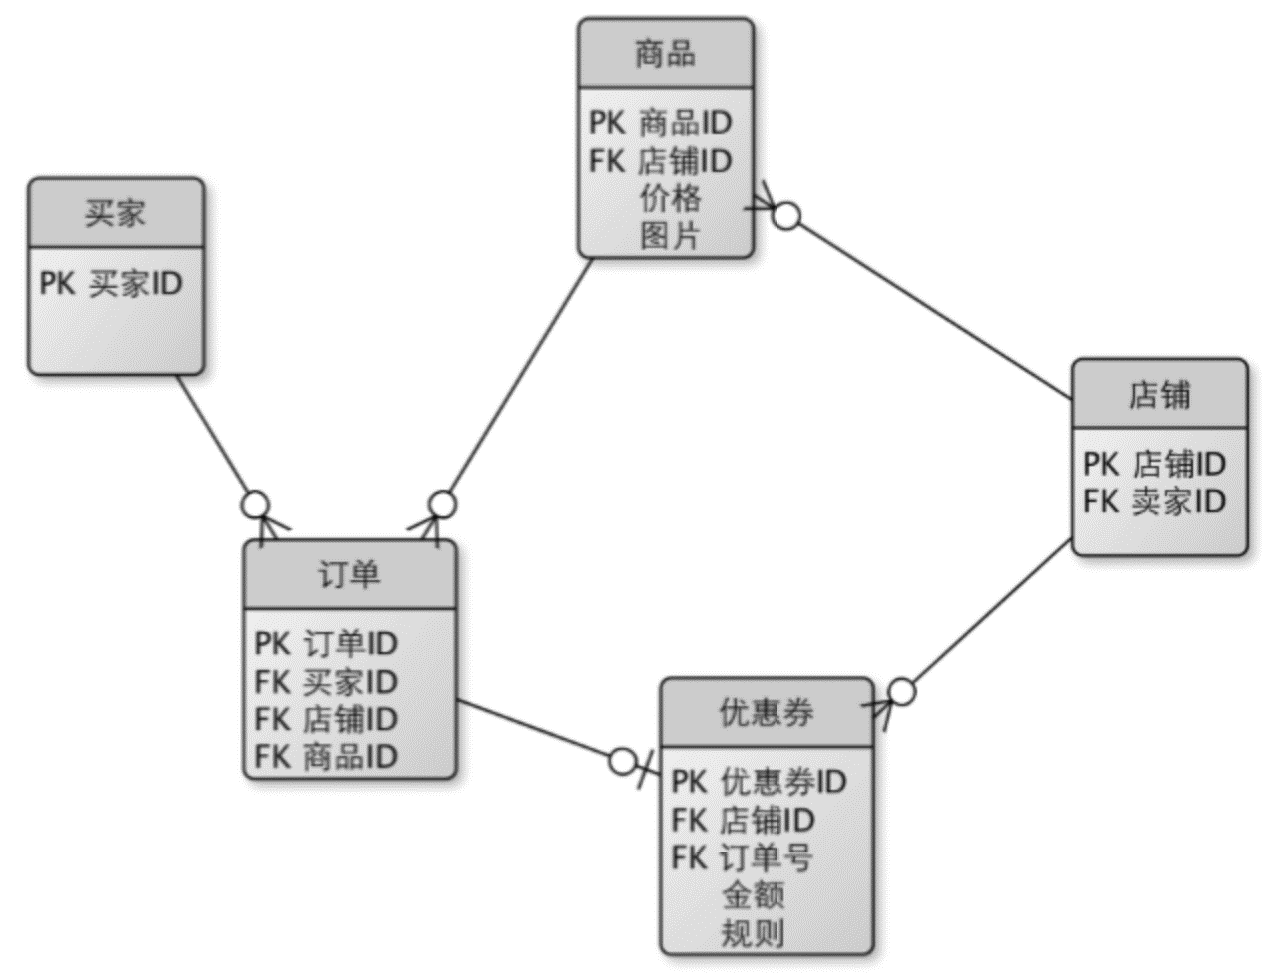 商品
PK 商品ID
FK 店铺ID
价格
图片
买家
PK 买家ID
店铺
PK 店铺ID
FK 卖家ID
订单
PK 订单ID
FK 买家ID
FK 店铺ID
FK 商品ID
优惠券
PK 优惠券ID
FK 店铺ID
FK 订单号
金额
规则